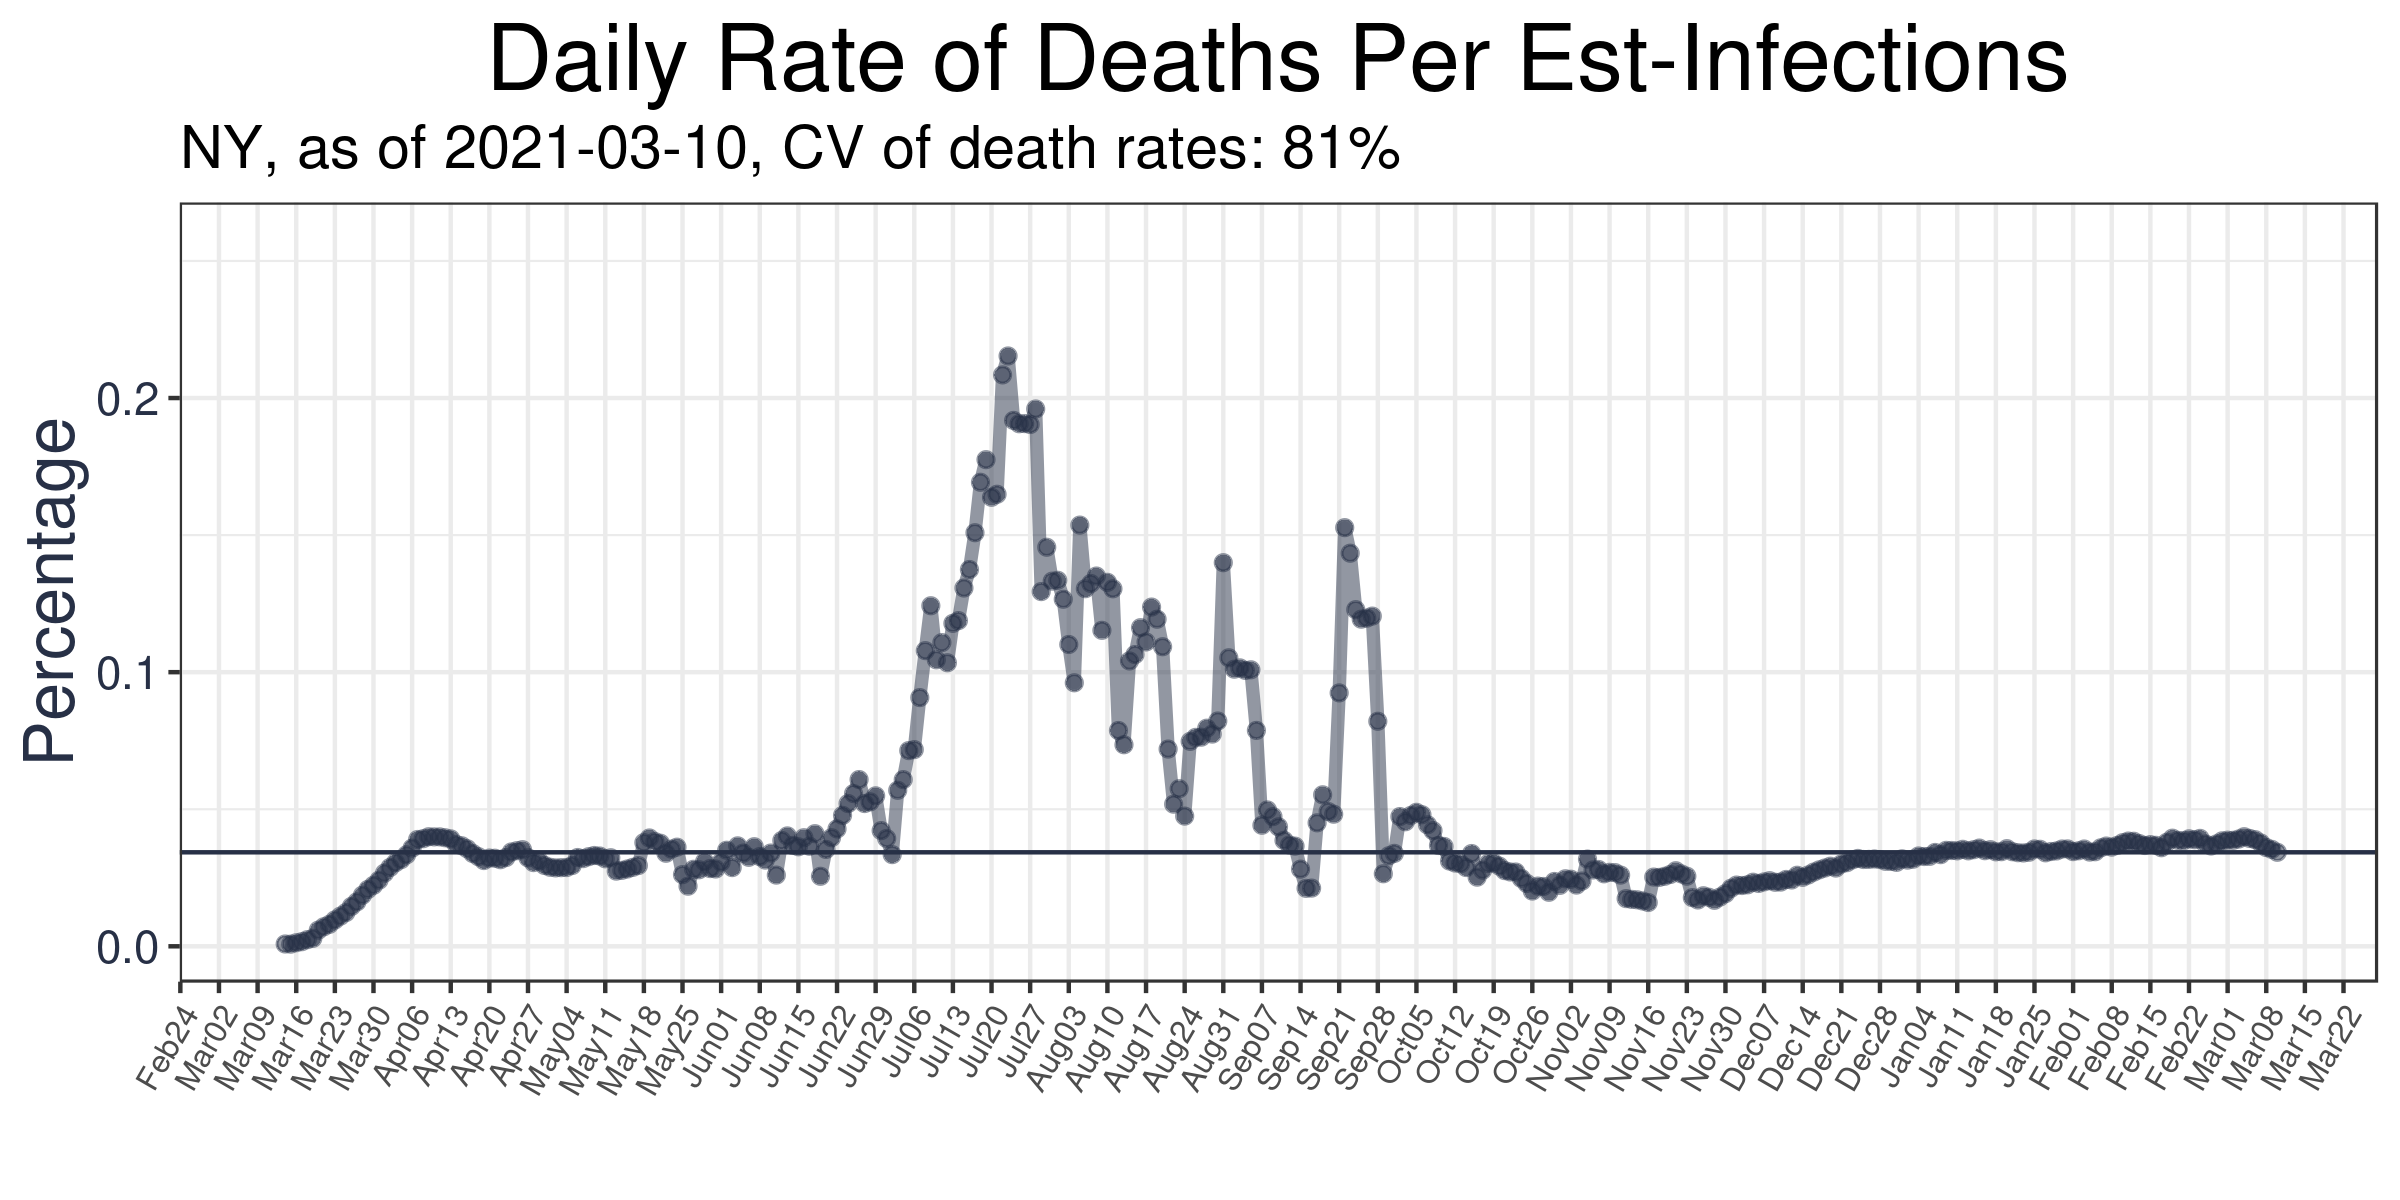 Daily Rate of Deaths Per Est-Infections
NY, as of 2021-03-10, CV of death rates: 81%
Percentage
0.2
0.1
0.0
Feb24
Mar02
Mar09
Mar16
Mar23
Mar30
Apr06
Apr13
Apr20
Apr27
May04
May11
May18
May25
Jun01
Jun08
Jun15
Jun22
Jun29
Jul06
Jul13
Jul20
Jul27
Aug03
Aug10
Aug17
Aug24
Aug31
Sep07
Sep14
Sep21
Sep28
Oct05
Oct12
Oct19
Oct26
Nov02
Nov09
Nov16
Nov23
Nov30
Dec07
Dec14
Dec21
Dec28
Jan04
Jan11
Jan18
Jan25
Feb01
Feb08
Feb15
Feb22
Mar01
Mar08
Mar15
Mar22